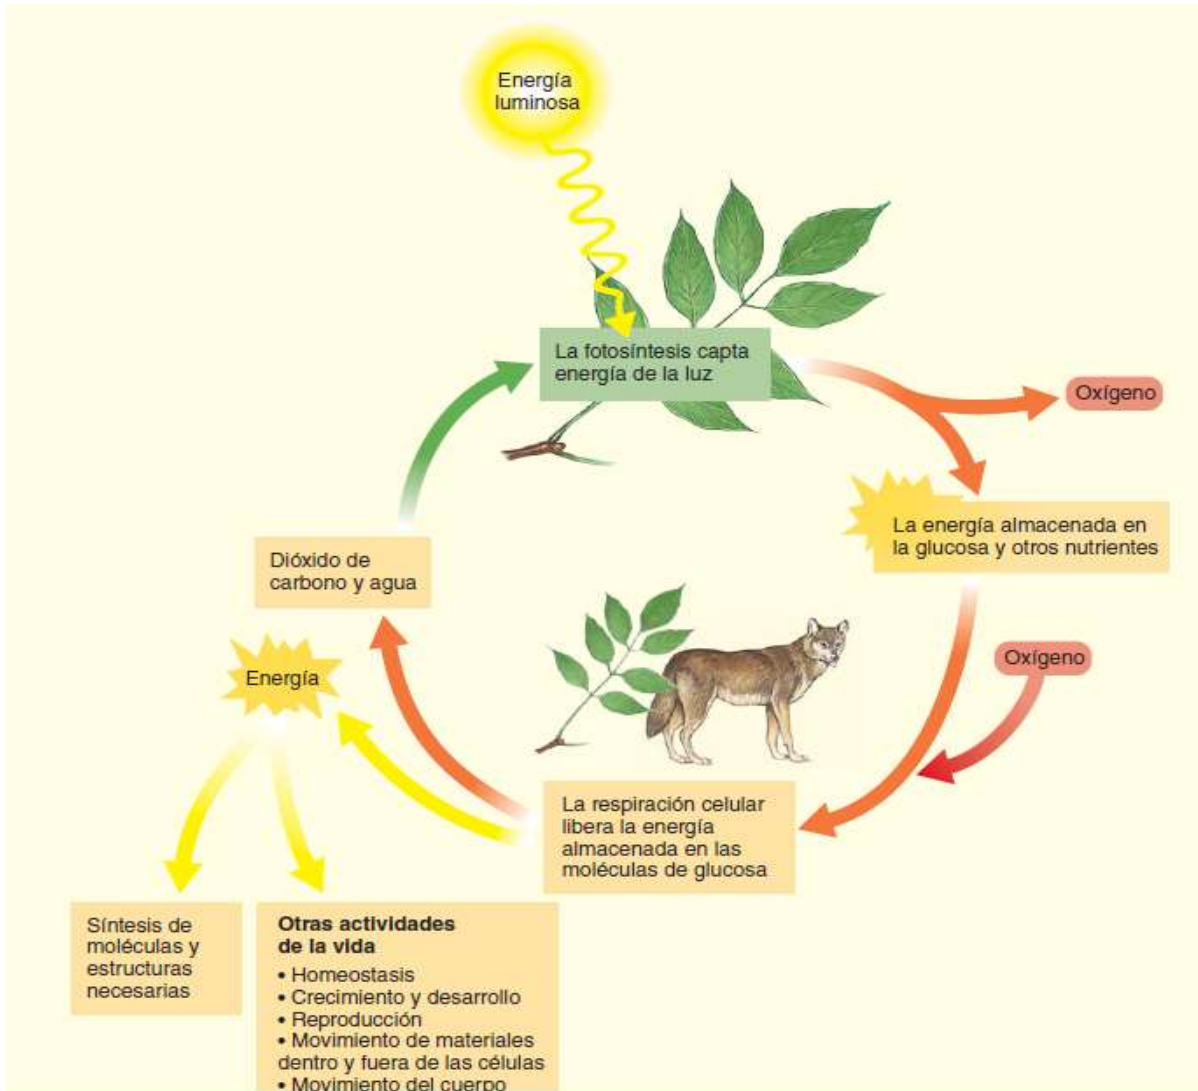 Energía
luminosa
La fotosíntesis capta
energía de la luz
Oxígeno
La energía almacenada en
la glucosa y otros nutrientes
Dióxido de
carbono y agua
Oxígeno
Energía
La respiración celular
libera la energía
almacenada en las
moléculas de glucosa
Síntesis de
moléculas y
estructuras
necesarias
Otras actividades
de la vida
• Homeostasis
• Crecimiento y desarrollo
• Reproducción
• Movimiento de materiales
dentro y fuera de las células
• Movimiento del cuerpo